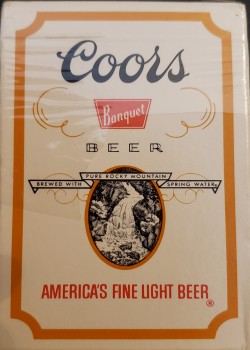 Coors
Banquet
BEER
PURE ROCKY MOUNTAIN
BREWED WITH SPRING WATER
AMERICA'S FINE LIGHT BEER
®